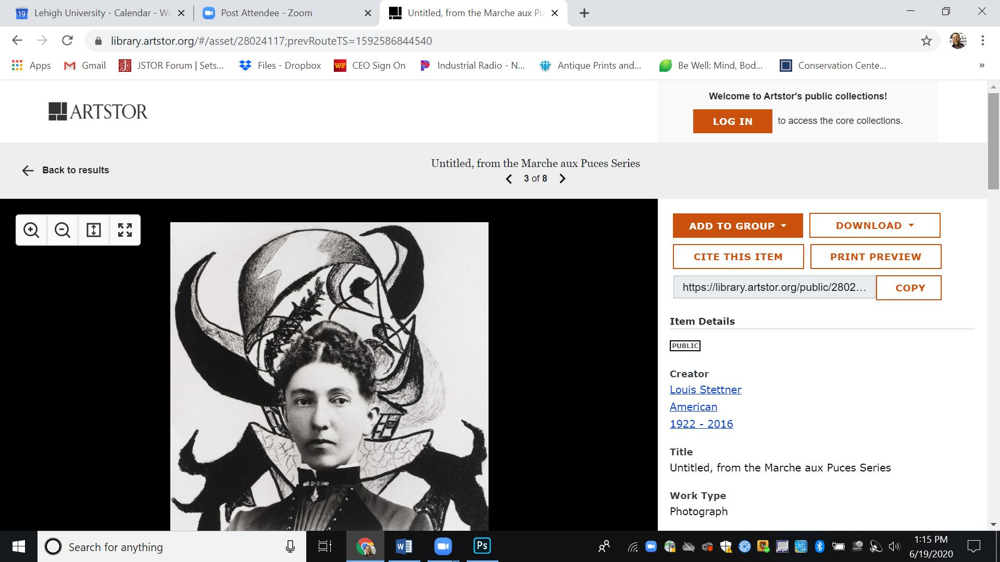 Lehigh University - Calendar - We
Post Attendee - Zoom
Untitled, from the Marche aux Pu
library.artstor.org/#/asset/28024117;prevRouteTS=1592586844540
Apps
Gmail
JSTOR Forum | Sets...
Files - Dropbox
CEO Sign On
Industrial Radio - N...
Antique Prints and...
Be Well: Mind, Bod...
Conservation Cente...
»
ARTSTOR
Welcome to Artstor's public collections!
LOG IN to access the core collections.
Back to results
Untitled, from the Marche aux Puces Series
3 of 8
ADD TO GROUP
DOWNLOAD
CITE THIS ITEM
PRINT PREVIEW
https://library.artstor.org/public/2802...
COPY
Item Details
PUBLIC
Creator
Louis Stettner
American
1922 - 2016
Title
Untitled, from the Marche aux Puces Series
Work Type
Photograph
Search for anything
1:15 PM
6/19/2020